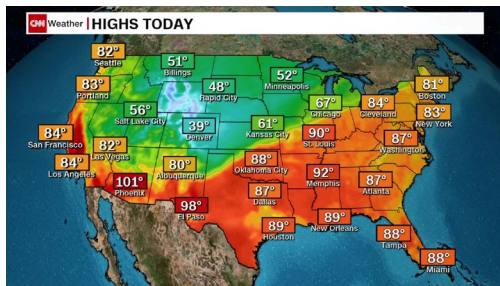 CNN Weather | HIGHS TODAY
82°
Seattle
83°
Portland
51°
Billings
48°
Rapid City
52°
Minneapolis
56°
Salt Lake City
39°
Denver
61°
Kansas City
67°
Chicago
84°
Cleveland
81°
Boston
83°
New York
84°
San Francisco
82°
Las Vegas
84°
Los Angeles
101°
Phoenix
80°
Albuquerque
98°
El Paso
88°
Oklahoma City
90°
St. Louis
87°
Washington
92°
Memphis
87°
Atlanta
87°
Dallas
89°
Houston
89°
New Orleans
88°
Tampa
88°
Miami